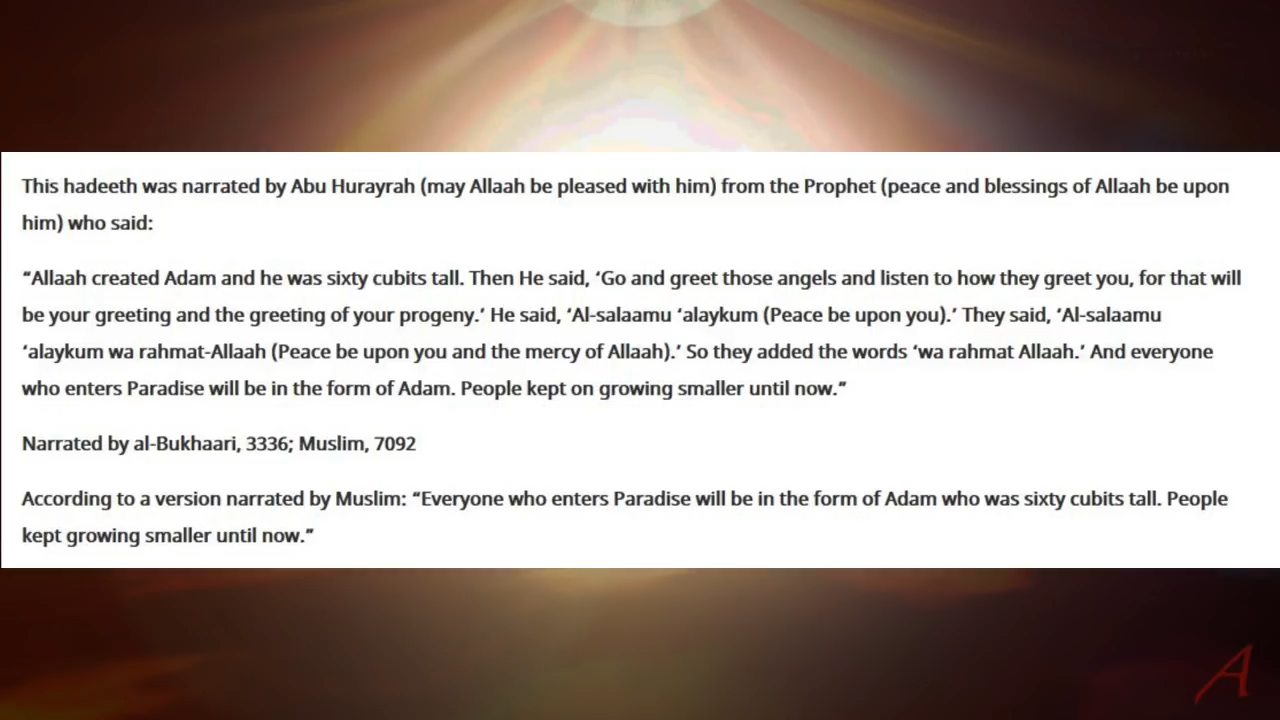 This hadeeth was narrated by Abu Hurayrah (may Allaah be pleased with him) from the Prophet (peace and blessings of Allaah be upon
him) who said:
“Allaah created Adam and he was sixty cubits tall. Then He said, ‘Go and greet those angels and listen to how they greet you, for that will
be your greeting and the greeting of your progeny.’ He said, ‘Al-salaamu ‘alaykum (Peace be upon you).’ They said, ‘Al-salaamu
‘alaykum wa rahmat-Allaah (Peace be upon you and the mercy of Allaah).’ So they added the words ‘wa rahmat Allaah.’ And everyone
who enters Paradise will be in the form of Adam. People kept on growing smaller until now.”
Narrated by al-Bukhaari, 3336; Muslim, 7092
According to a version narrated by Muslim: “Everyone who enters Paradise will be in the form of Adam who was sixty cubits tall. People
kept growing smaller until now.”
A